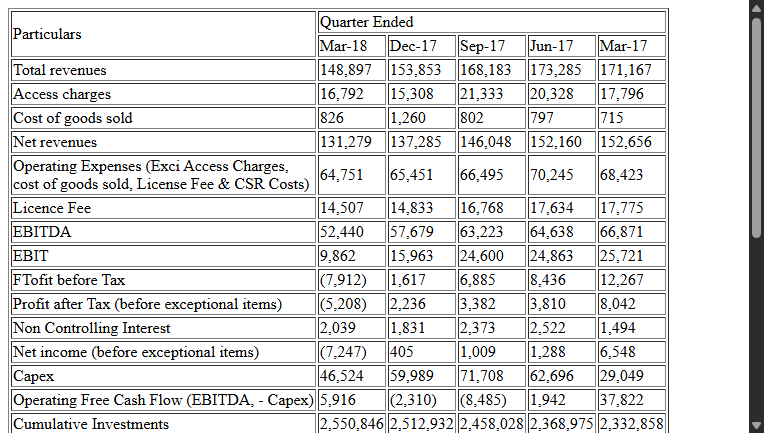 Particulars Quarter Ended
Mar-18 Dec-17 Sep-17 Jun-17 Mar-17
Total revenues 148,897 153,853 168,183 173,285 171,167
Access charges 16,792 15,308 21,333 20,328 17,796
Cost of goods sold 826 1,260 802 797 715
Net revenues 131,279 137,285 146,048 152,160 152,656
Operating Expenses (Exci Access Charges,
cost of goods sold, License Fee & CSR Costs) 64,751 65,451 66,495 70,245 68,423
Licence Fee 14,507 14,833 16,768 17,634 17,775
EBITDA 52,440 57,679 63,223 64,638 66,871
EBIT 9,862 15,963 24,600 24,863 25,721
FTofit before Tax (7,912) 1,617 6,885 8,436 12,267
Profit after Tax (before exceptional items) (5,208) 2,236 3,382 3,810 8,042
Non Controlling Interest 2,039 1,831 2,373 2,522 1,494
Net income (before exceptional items) (7,247) 405 1,009 1,288 6,548
Capex 46,524 59,989 71,708 62,696 29,049
Operating Free Cash Flow (EBITDA, - Capex) 5,916 (2,310) (8,485) 1,942 37,822
Cumulative Investments 2,550,846 2,512,932 2,458,028 2,368,975 2,332,858